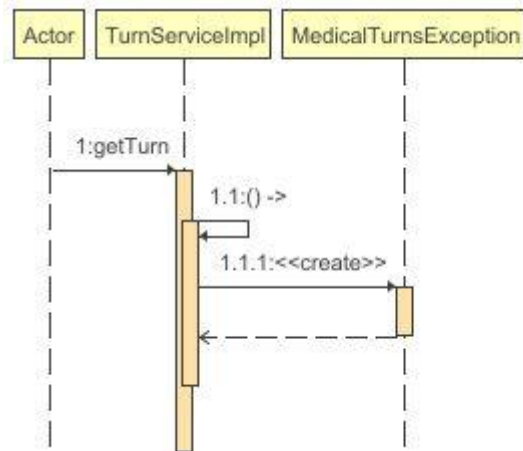 Actor
TurnServiceImpl
MedicalTurnsException
1:getTurn
1.1:() ->
1.1.1:<<create>>